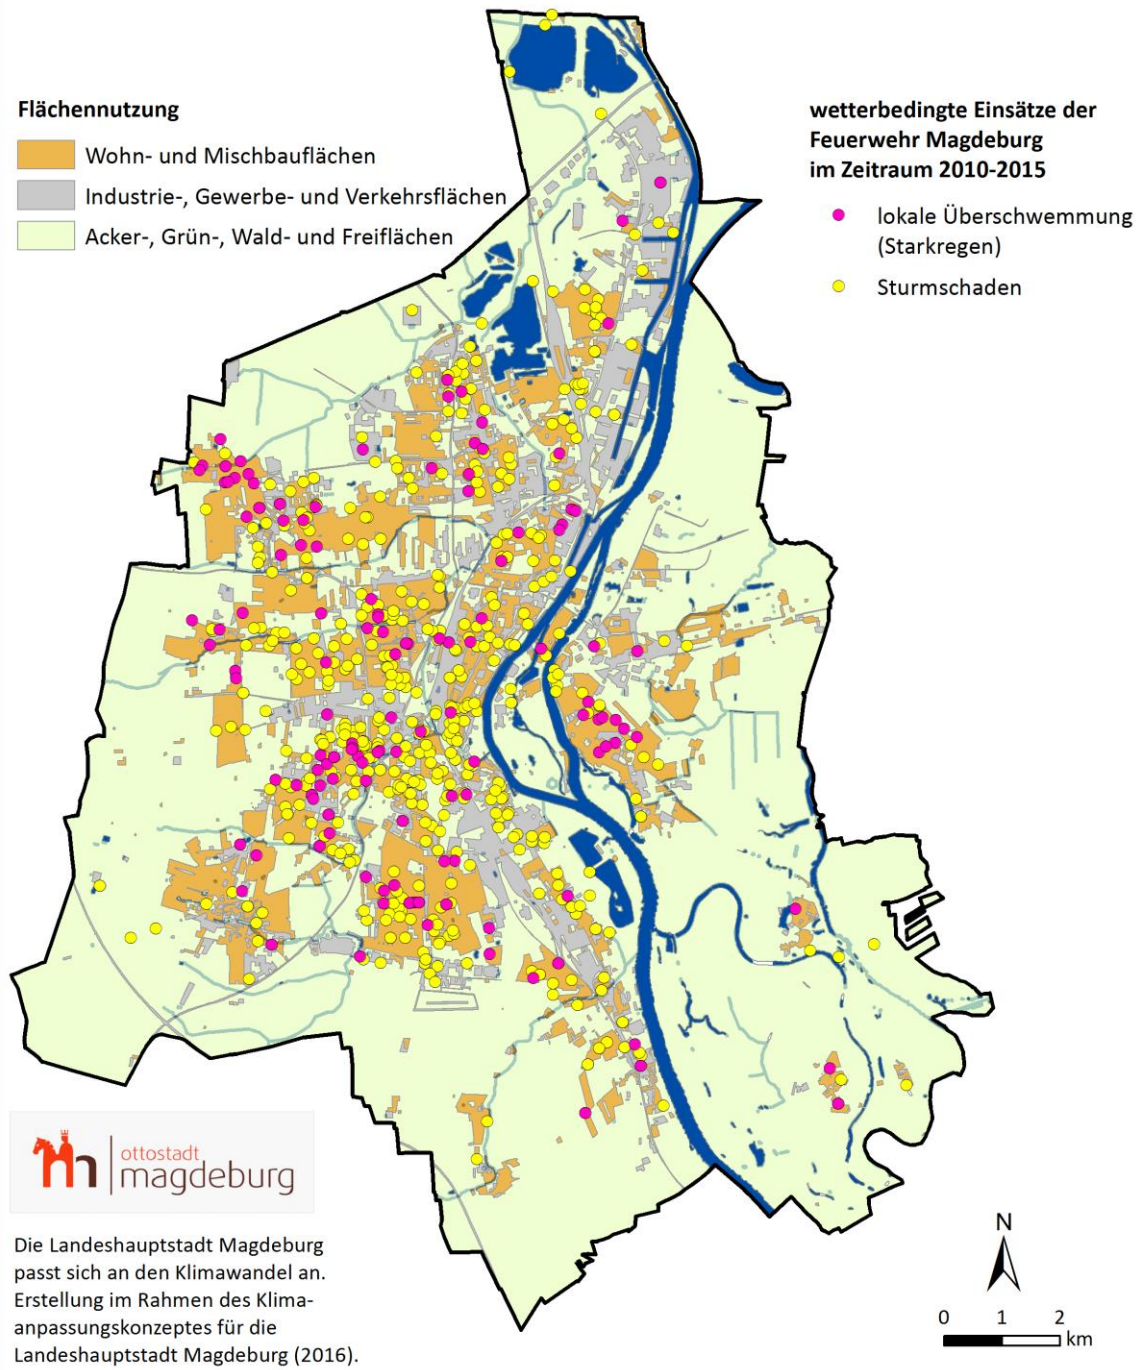 Flächennutzung
Wohn- und Mischbauflächen
Industrie-, Gewerbe- und Verkehrsflächen
Acker-, Grün-, Wald- und Freiflächen
wetterbedingte Einsätze der
Feuerwehr Magdeburg
im Zeitraum 2010-2015
lokale Überschwemmung
(Starkregen)
Sturmschaden
ottostadt
magdeburg
Die Landeshauptstadt Magdeburg
passt sich an den Klimawandel an.
Erstellung im Rahmen des Klima-
anpassungskonzeptes für die
Landeshauptstadt Magdeburg (2016).
N
0 1 2
km